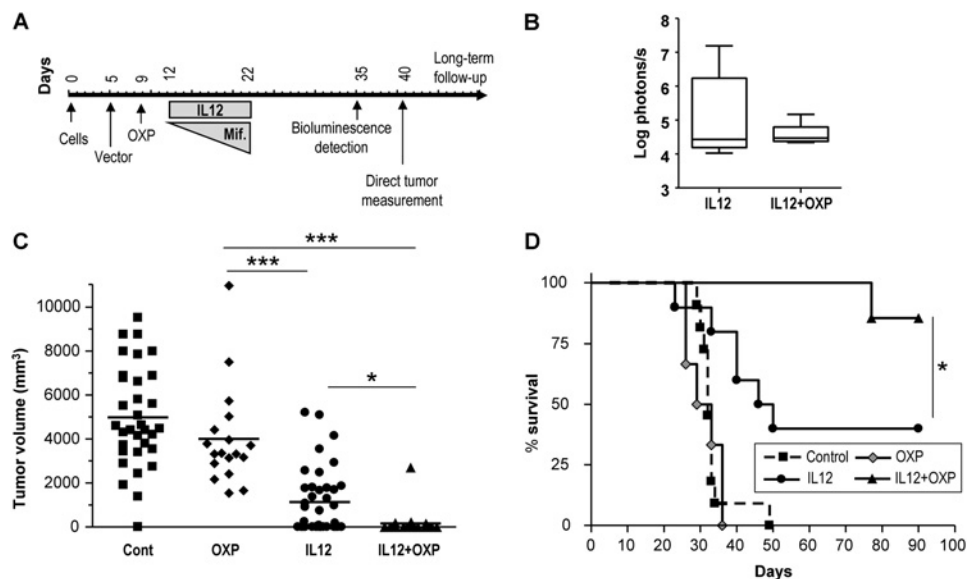 A
Days
0
5
9
12
22
35
40
Long-term
follow-up
IL12
Mif.
Cells
OXP
Vector
Bioluminescence
detection
Direct tumor
measurement
B
Log photons/s
8
7
6
5
4
3
IL12
IL12+OXP
C
***
***
*
Tumor volume (mm³)
10000
8000
6000
4000
2000
0
Cont
OXP
IL12
IL12+OXP
D
% survival
100
75
50
25
0
*
Control
OXP
IL12
IL12+OXP
0 10 20 30 40 50 60 70 80 90 100
Days